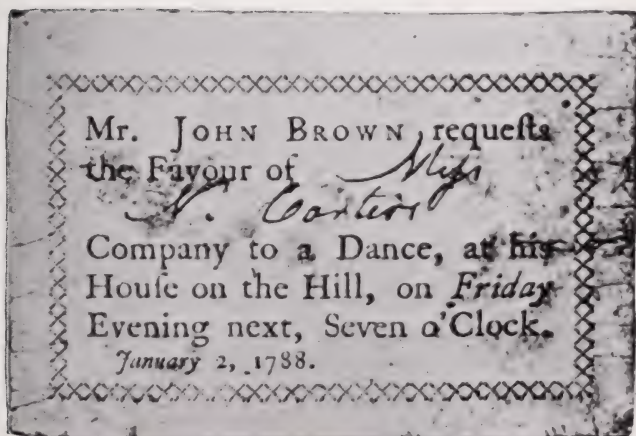 Mr. JOHN BROWN requeſts
the Favour of Miſs
N. Carter's
Company to a Dance, at his
Houſe on the Hill, on Friday
Evening next, Seven o'Clock.
January 2, 1788.